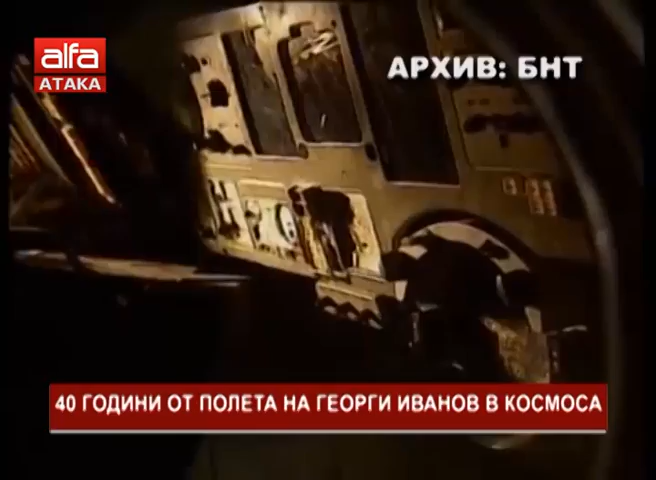 alfa
АТАКА
АРХИВ: БНТ
40 ГОДИНИ ОТ ПОЛЕТА НА ГЕОРГИ ИВАНОВ В КОСМОСА